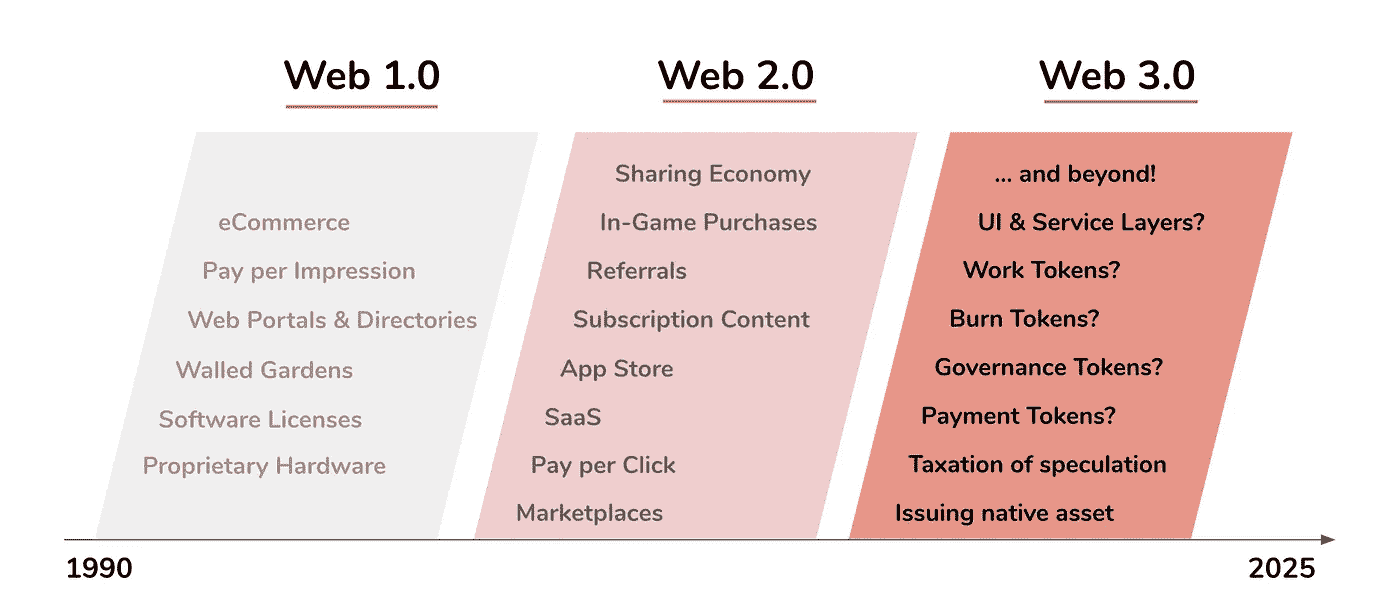 Web 1.0
eCommerce
Pay per Impression
Web Portals & Directories
Walled Gardens
Software Licenses
Proprietary Hardware
Web 2.0
Sharing Economy
In-Game Purchases
Referrals
Subscription Content
App Store
SaaS
Pay per Click
Marketplaces
Web 3.0
... and beyond!
UI & Service Layers?
Work Tokens?
Burn Tokens?
Governance Tokens?
Payment Tokens?
Taxation of speculation
Issuing native asset
1990
2025